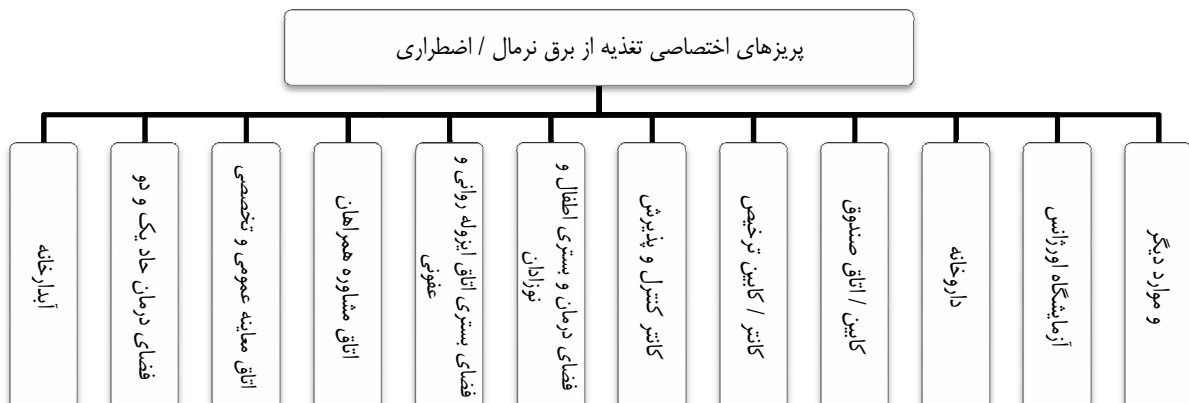 پریزهای اختصاصی تغذیه از برق نرمال / اضطراری
و موارد دیگر
آزمایشگاه اورژانس
داروخانه
کابین / اتاق صندوق
کانتر / کابین ترخیص
کانتر کنترل و پذیرش
فضای درمان و بستری اطفال و
نوزادان
فضای بستری اتاق ایزوله روانی و
عفونی
اتاق مشاوره همراهان
اتاق معاینه عمومی و تخصصی
فضای درمان حاد یک و دو
آبدارخانه